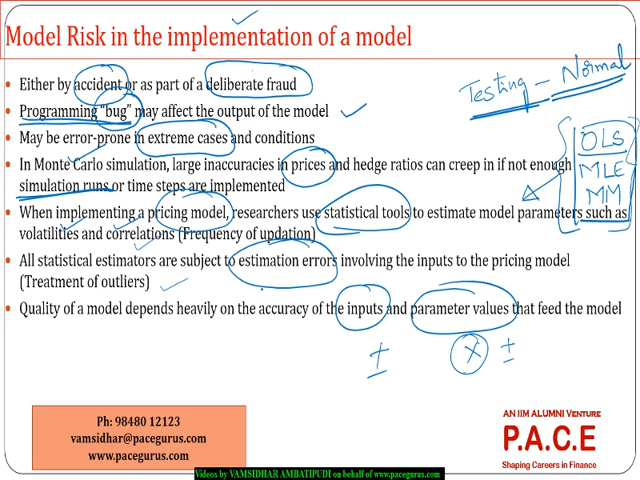 Model Risk in the implementation of a model
Either by accident or as part of a deliberate fraud
Testing - Normal
Programming "bug" may affect the output of the model
May be error-prone in extreme cases and conditions
OLS
MLE
MM
In Monte Carlo simulation, large inaccuracies in prices and hedge ratios can creep in if not enough
simulation runs or time steps are implemented
When implementing a pricing model, researchers use statistical tools to estimate model parameters such as
volatilities and correlations (Frequency of updation)
All statistical estimators are subject to estimation errors involving the inputs to the pricing model
(Treatment of outliers)
Quality of a model depends heavily on the accuracy of the inputs and parameter values that feed the model
± × ±
Ph: 98480 12123
vamsidhar@pacegurus.com
www.pacegurus.com
AN IIM ALUMNI VENTURE
P.A.C.E
Shaping Careers in Finance
Videos by VAMSIDHAR AMBATIPUDI on behalf of www.pacegurus.com